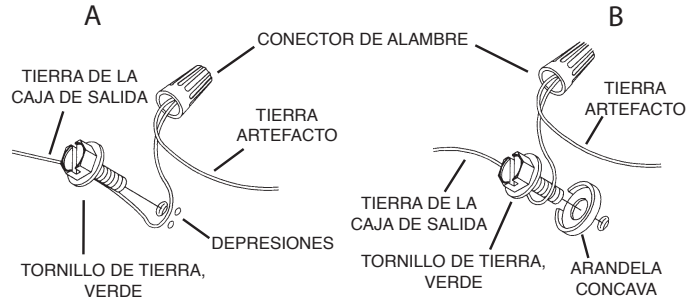 A
B
CONECTOR DE ALAMBRE
TIERRA DE LA
CAJA DE SALIDA
TIERRA
ARTEFACTO
DEPRESIONES
TORNILLO DE TIERRA,
VERDE
TIERRA
ARTEFACTO
TIERRA DE LA
CAJA DE SALIDA
TORNILLO DE TIERRA,
VERDE
ARANDELA
CONCAVA